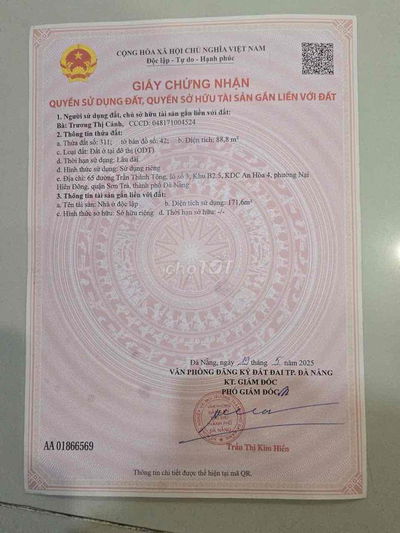 CỘNG HÒA XÃ HỘI CHỦ NGHĨA VIỆT NAM
Độc lập - Tự do - Hạnh phúc
GIẤY CHỨNG NHẬN
QUYỀN SỬ DỤNG ĐẤT, QUYỀN SỞ HỮU TÀI SẢN GẮN LIỀN VỚI ĐẤT
1. Người sử dụng đất, chủ sở hữu tài sản gắn liền với đất:
Bà: Trương Thị Cảnh, CCCD: 048171004524
2. Thông tin thửa đất:
a. Thửa đất số: 311; tờ bản đồ số: 42; b. Diện tích: 88,8 m²
c. Loại đất: Đất ở tại đô thị (ODT)
d. Thời hạn sử dụng: Lâu dài
đ. Hình thức sử dụng: Sử dụng riêng
e. Địa chỉ: 65 đường Trần Thánh Tông, lô số 3, Khu B2.5, KDC An Hòa 4, phường Nại
Hiên Đông, quận Sơn Trà, thành phố Đà Nẵng
3. Thông tin tài sản gắn liền với đất:
a. Tên tài sản: Nhà ở độc lập b. Diện tích sử dụng: 171,6m²
c. Hình thức sở hữu: Sở hữu riêng d. Thời hạn sở hữu: -/-
choTỐT
Đà Nẵng, ngày 19 tháng 5 năm 2025
VĂN PHÒNG ĐĂNG KÝ ĐẤT ĐAI TP. ĐÀ NẴNG
KT. GIÁM ĐỐC
PHÓ GIÁM ĐỐC
Trần Thị Kim Hiền
AA 01866569
Thông tin chi tiết được thể hiện tại mã QR.